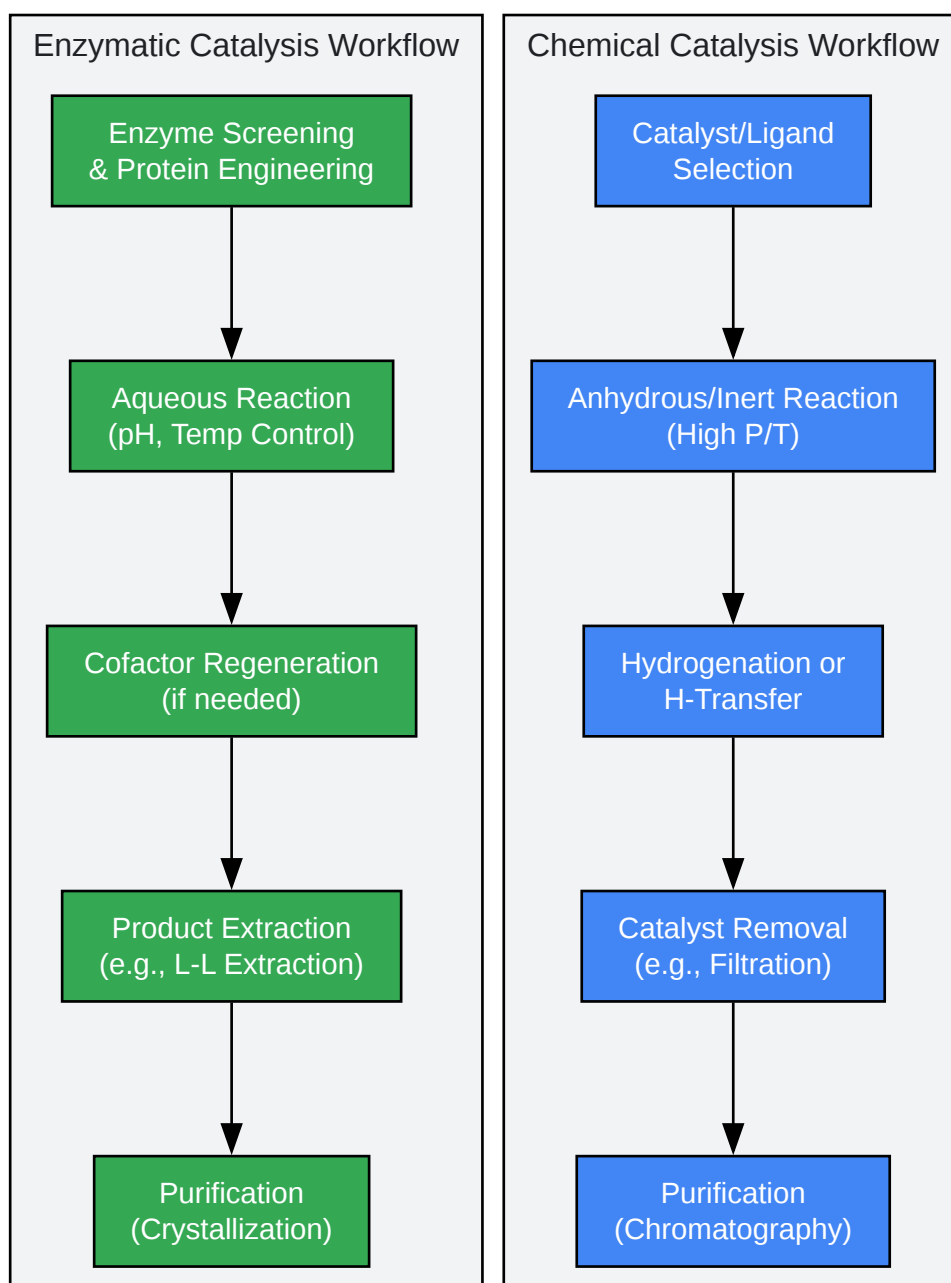 Enzymatic Catalysis Workflow
Enzyme Screening
& Protein Engineering
Aqueous Reaction
(pH, Temp Control)
Cofactor Regeneration
(if needed)
Product Extraction
(e.g., L-L Extraction)
Purification
(Crystallization)
Chemical Catalysis Workflow
Catalyst/Ligand
Selection
Anhydrous/Inert Reaction
(High P/T)
Hydrogenation or
H-Transfer
Catalyst Removal
(e.g., Filtration)
Purification
(Chromatography)